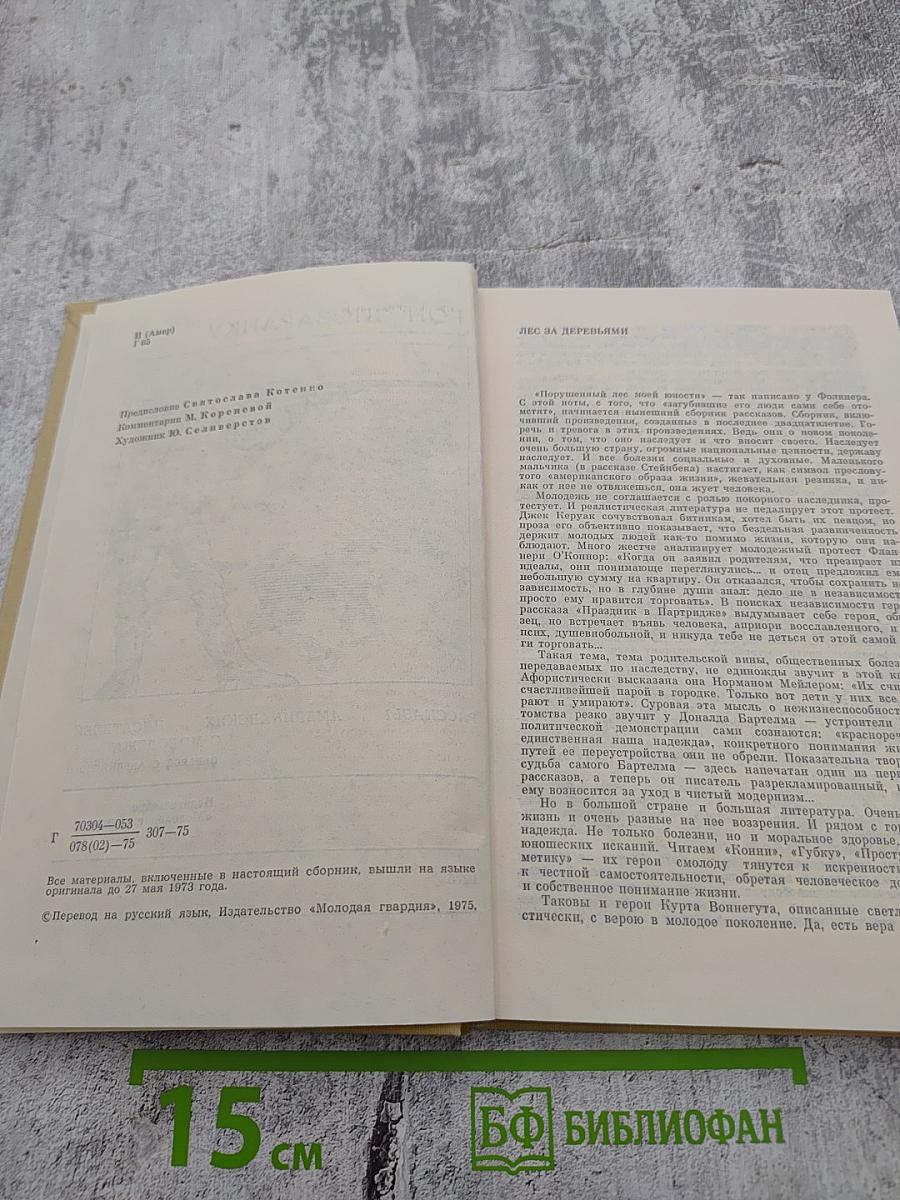 И (Амер)
Г 65
Предисловие Святослава Котенко
Комментарии М. Кореневой
Художник Ю. Селиверстов
Г 70304—053
078(02)—75 307—75
Все материалы, включенные в настоящий сборник, вышли на языке
оригинала до 27 мая 1973 года.
©Перевод на русский язык, Издательство «Молодая гвардия», 1975.
ЛЕС ЗА ДЕРЕВЬЯМИ
«Порушенный лес моей юности» — так написано у Фолкнера.
С этой ноты, с того, что «загубившие его люди сами себе ото-
мстят», начинается нынешний сборник рассказов. Сборник, вклю-
чивший произведения, созданные в последнее двадцатилетие. Го-
речь и тревога в этих произведениях. Ведь они о новом поколе-
нии, о том, что оно наследует и что вносит своего. Наследует
очень большую страну, огромные национальные ценности, державу
наследует. И все болезни социальные и духовные. Маленького
мальчика (в рассказе Стейнбека) настигает, как символ прослову-
того «американского образа жизни», жевательная резинка, и ни-
как от нее не отвяжешься, она жует человека.
Молодежь не соглашается с ролью покорного наследника, про-
тестует. И реалистическая литература не педалирует этот протест.
Джек Керуак сочувствовал битникам, хотел быть их певцом, но
проза его объективно показывает, что бездельная развинченность
держит молодых людей как-то помимо жизни, которую они на-
блюдают. Много жестче анализирует молодежный протест Флан-
нери О'Коннор: «Когда он заявил родителям, что презирает их
идеалы, они понимающе переглянулись... и отец предложил ему
небольшую сумму на квартиру. Он отказался, чтобы сохранить не-
зависимость, но в глубине души знал: дело не в независимост
просто ему нравится торговать». В поисках независимости гер
рассказа «Праздник в Партридже» выдумывает себе героя, об
зец, но встречает въявь человека, априори восславленного, и
псих, душевнобольной, и никуда тебе не деться от этой самой
ги торговать...
Такая тема, тема родительской вины, общественных болез
передаваемых по наследству, не единожды звучит в этой кн
Афористически высказана она Норманом Мейлером: «Их счи
счастливейшей парой в городке. Только вот дети у них все
рают и умирают». Суровая эта мысль о нежизнеспособност
томства резко звучит у Доналда Бартелма — устроители
политической демонстрации сами сознаются: «красноре
единственная наша надежда», конкретного понимания жи
путей ее переустройства они не обрели. Показательна твор
судьба самого Бартелма — здесь напечатан один из перв
рассказов, а теперь он писатель разрекламированный,
ему возносится за уход в чистый модернизм...
Но в большой стране и большая литература. Очень
жизнь и очень разные на нее воззрения. И рядом с гор
надежда. Не только болезни, но и моральное здоровье,
юношеских исканий. Читаем «Конни», «Губку», «Прост
метику» — их герои смолоду тянутся к искренност
к честной самостоятельности, обретая человеческое до
и собственное понимание жизни.
Таковы и герои Курта Воннегута, описанные светл
стически, с верою в молодое поколение. Да, есть вера
15 см
БФ БИБЛИОФАН